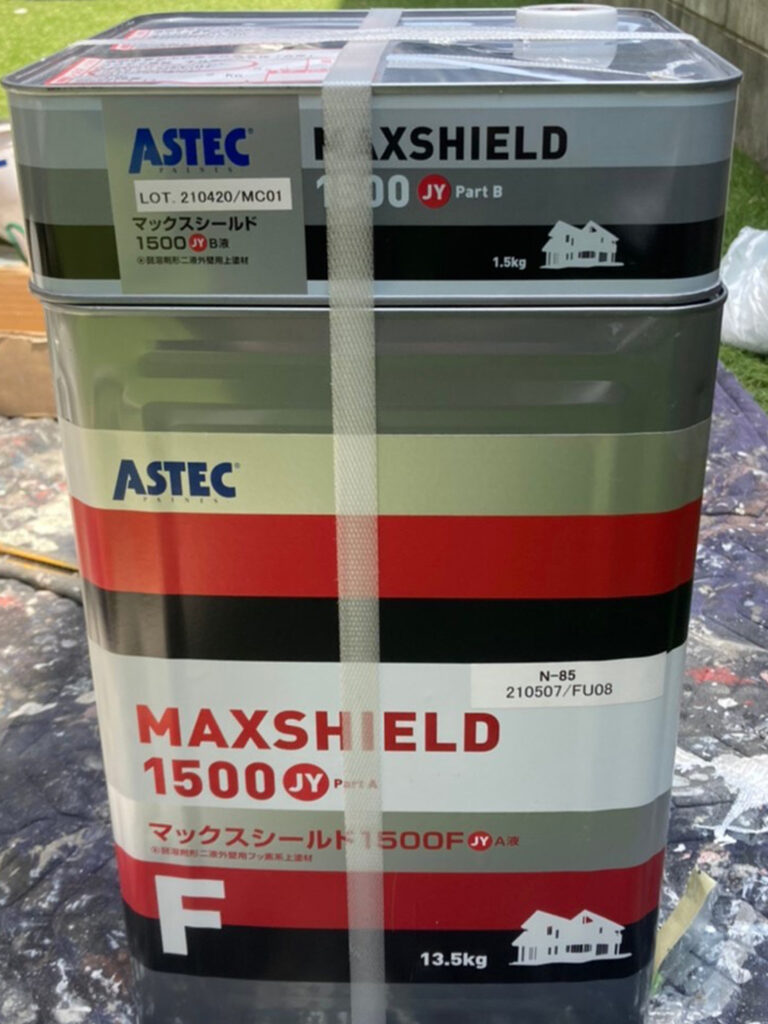 ASTEC
PAINTS
LOT. 210420/MC01
マックスシールド
1500 JY B液
MAXSHIELD
1500 JY Part B
1.5kg
ASTEC
PAINTS
N-85
210507/FU08
MAXSHIELD
1500 JY Part A
マックスシールド1500F JY A液
F
13.5kg